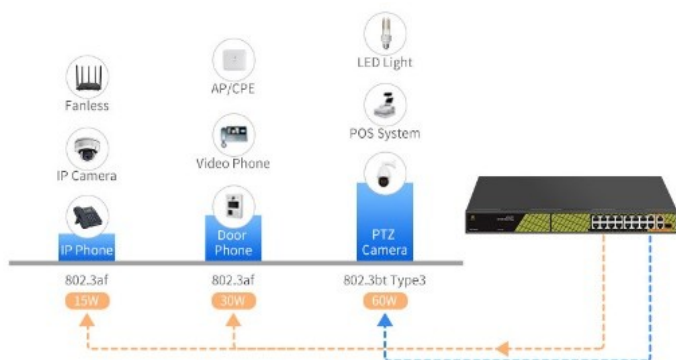 LED Light
AP/CPE
Fanless
POS System
Video Phone
IP Camera
IP Phone
Door
Phone
PTZ
Camera
802.3af
802.3af
802.3bt Type3
15W
30W
60W